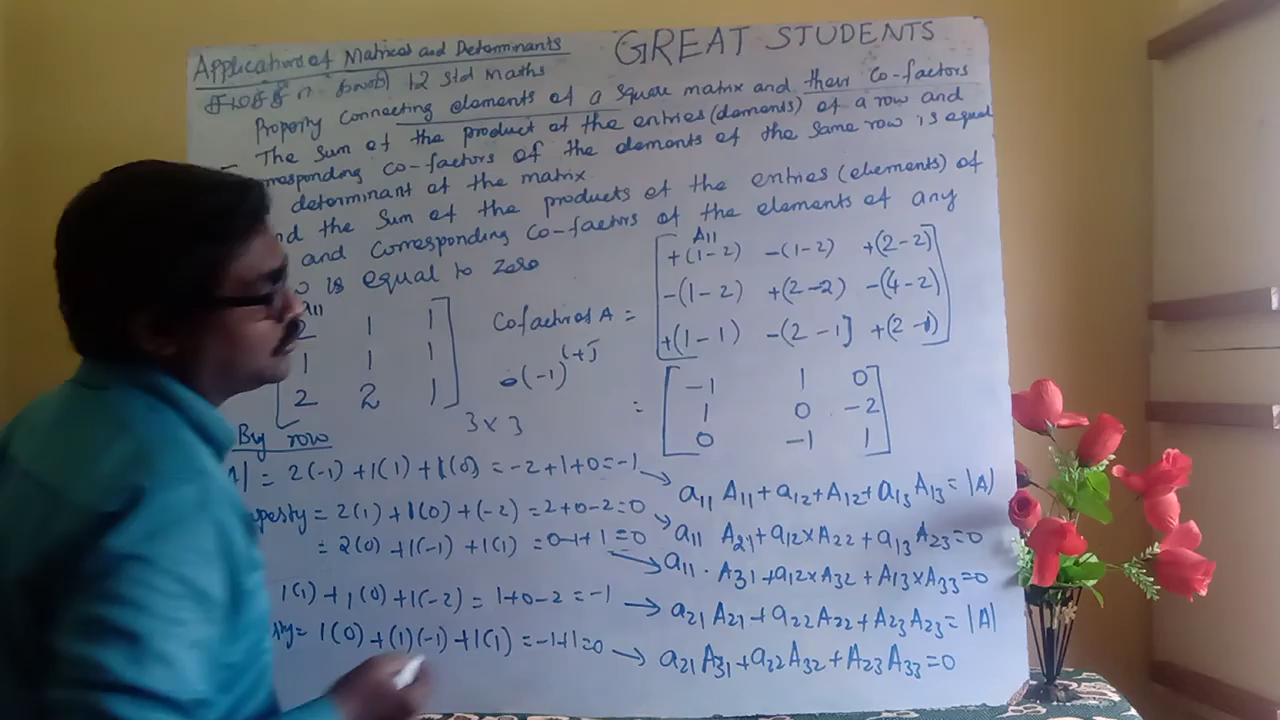 GREAT STUDENTS
Application of Matrices and Determinants
12 Std Maths
Property connecting elements of a square matrix and their Co-factors
The Sum of the product of the entries (elements) of a row and
responding Co-factors of the elements of the same row is equal
determinant of the matrix
nd the Sum of the products of the entries (elements) of
and corresponding Co-factors of the elements of any
is equal to zero
a11
2 1 1
1 1 1
2 2 1
3 x 3
Cofactor of A =
(-1)^i+j
A11
+(1-2) -(1-2) +(2-2)
-(1-2) +(2-2) -(4-2)
+(1-1) -(2-1] +(2-1)
=
-1 1 0
1 0 -2
0 -1 1
By row
A| = 2(-1) + 1(1) + 1(0) = -2+1+0 = -1 → a11 A11 + a12 + A12 + a13 A13 = |A|
perty = 2(1) + 1(0) + (-2) = 2+0-2 = 0 → a11 A21 + a12 x A22 + a13 A23 = 0
= 2(0) + 1(-1) + 1(1) = 0-1+1 = 0 → a11 . A31 + a12 x A32 + A13 x A33 = 0
1(1) + 1(0) + 1(-2) = 1+0-2 = -1 → a21 A21 + a22 A22 + A23 A23 = |A|
ty = 1(0) + (1)(-1) + 1(1) = -1+1 = 0 → a21 A31 + a22 A32 + A23 A33 = 0